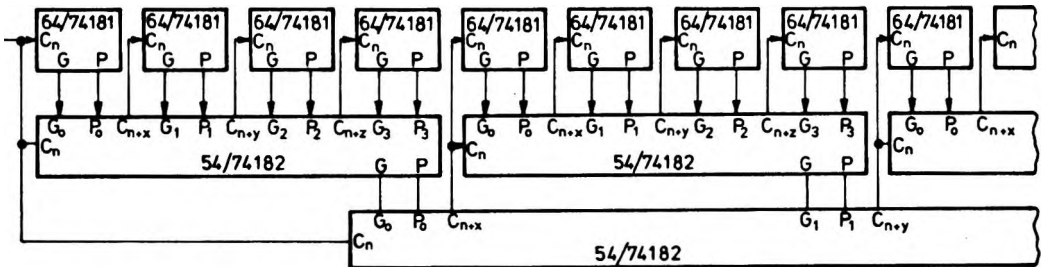 64/74181 64/74181 64/74181 64/74181 64/74181 64/74181 64/74181 64/74181 64/74181
Cn Cn Cn Cn Cn Cn Cn Cn Cn Cn
G P G P G P G P G P G P G P G P G P
G0 P0 Cn+x G1 P1 Cn+y G2 P2 Cn+z G3 P3 G0 P0 Cn+x G1 P1 Cn+y G2 P2 Cn+z G3 P3 G0 P0 Cn+x
Cn Cn Cn
54/74182 G P 54/74182 G P
G0 P0 Cn+x G1 P1 Cn+y
Cn
54/74182